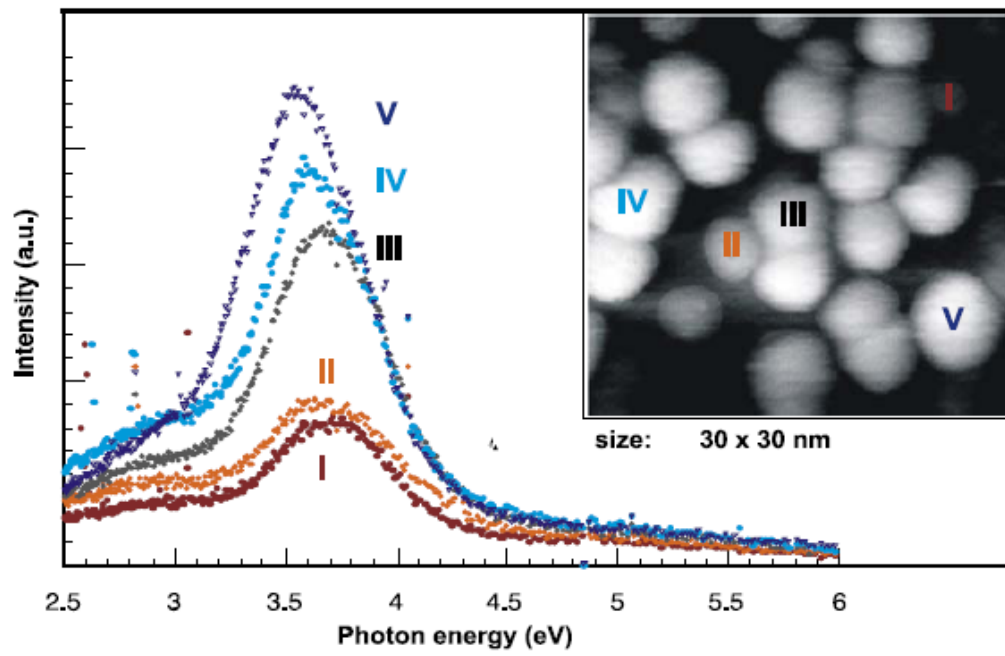 V
IV
III
II
I
I
IV
III
II
V
size: 30 x 30 nm
Intensity (a.u.)
2.5 3 3.5 4 4.5 5 5.5 6
Photon energy (eV)